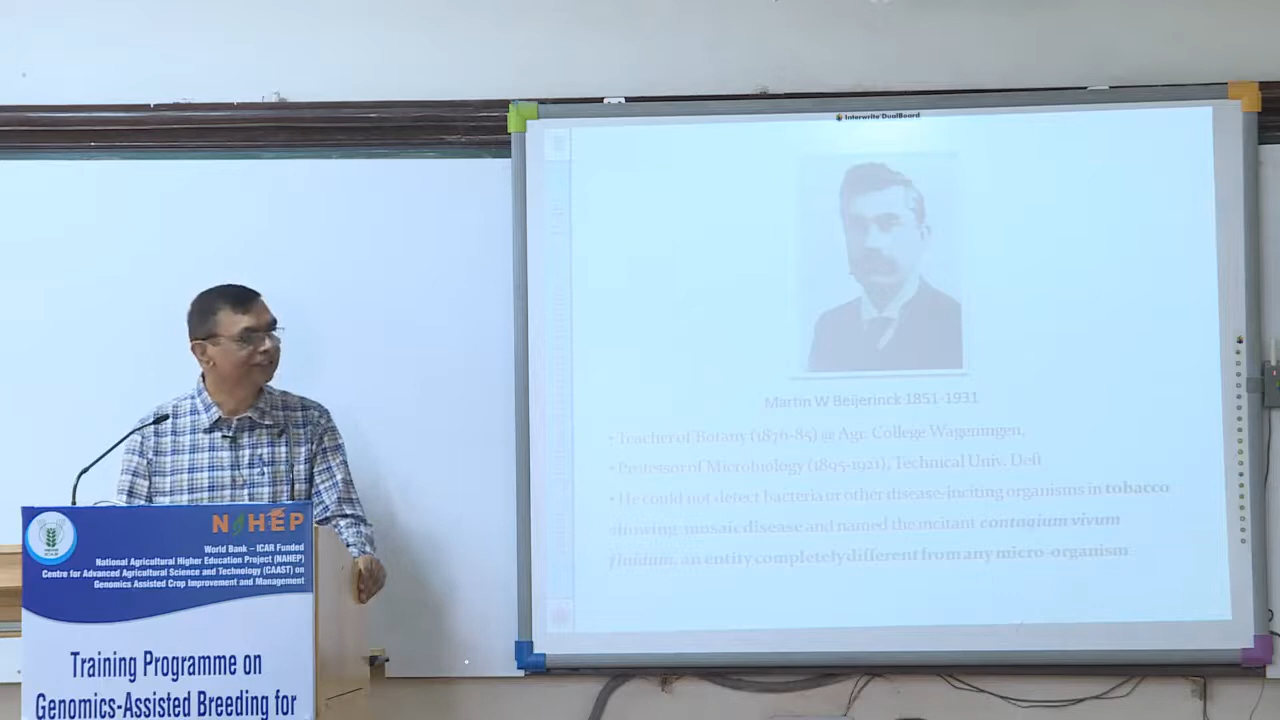 Interwrite DualBoard
Martin W Beijerinck 1851-1931
• Teacher of Botany (1876-85) @ Agr. College Wageningen,
• Professor of Microbiology (1895-1921), Technical Univ. Delft
• He could not detect bacteria or other disease-inciting organisms in tobacco
showing mosaic disease and named the incitant contagium vivum
fluidum, an entity completely different from any micro-organism
NAHEP
World Bank – ICAR Funded
National Agricultural Higher Education Project (NAHEP)
Centre for Advanced Agricultural Science and Technology (CAAST) on
Genomics Assisted Crop Improvement and Management
Training Programme on
Genomics-Assisted Breeding for